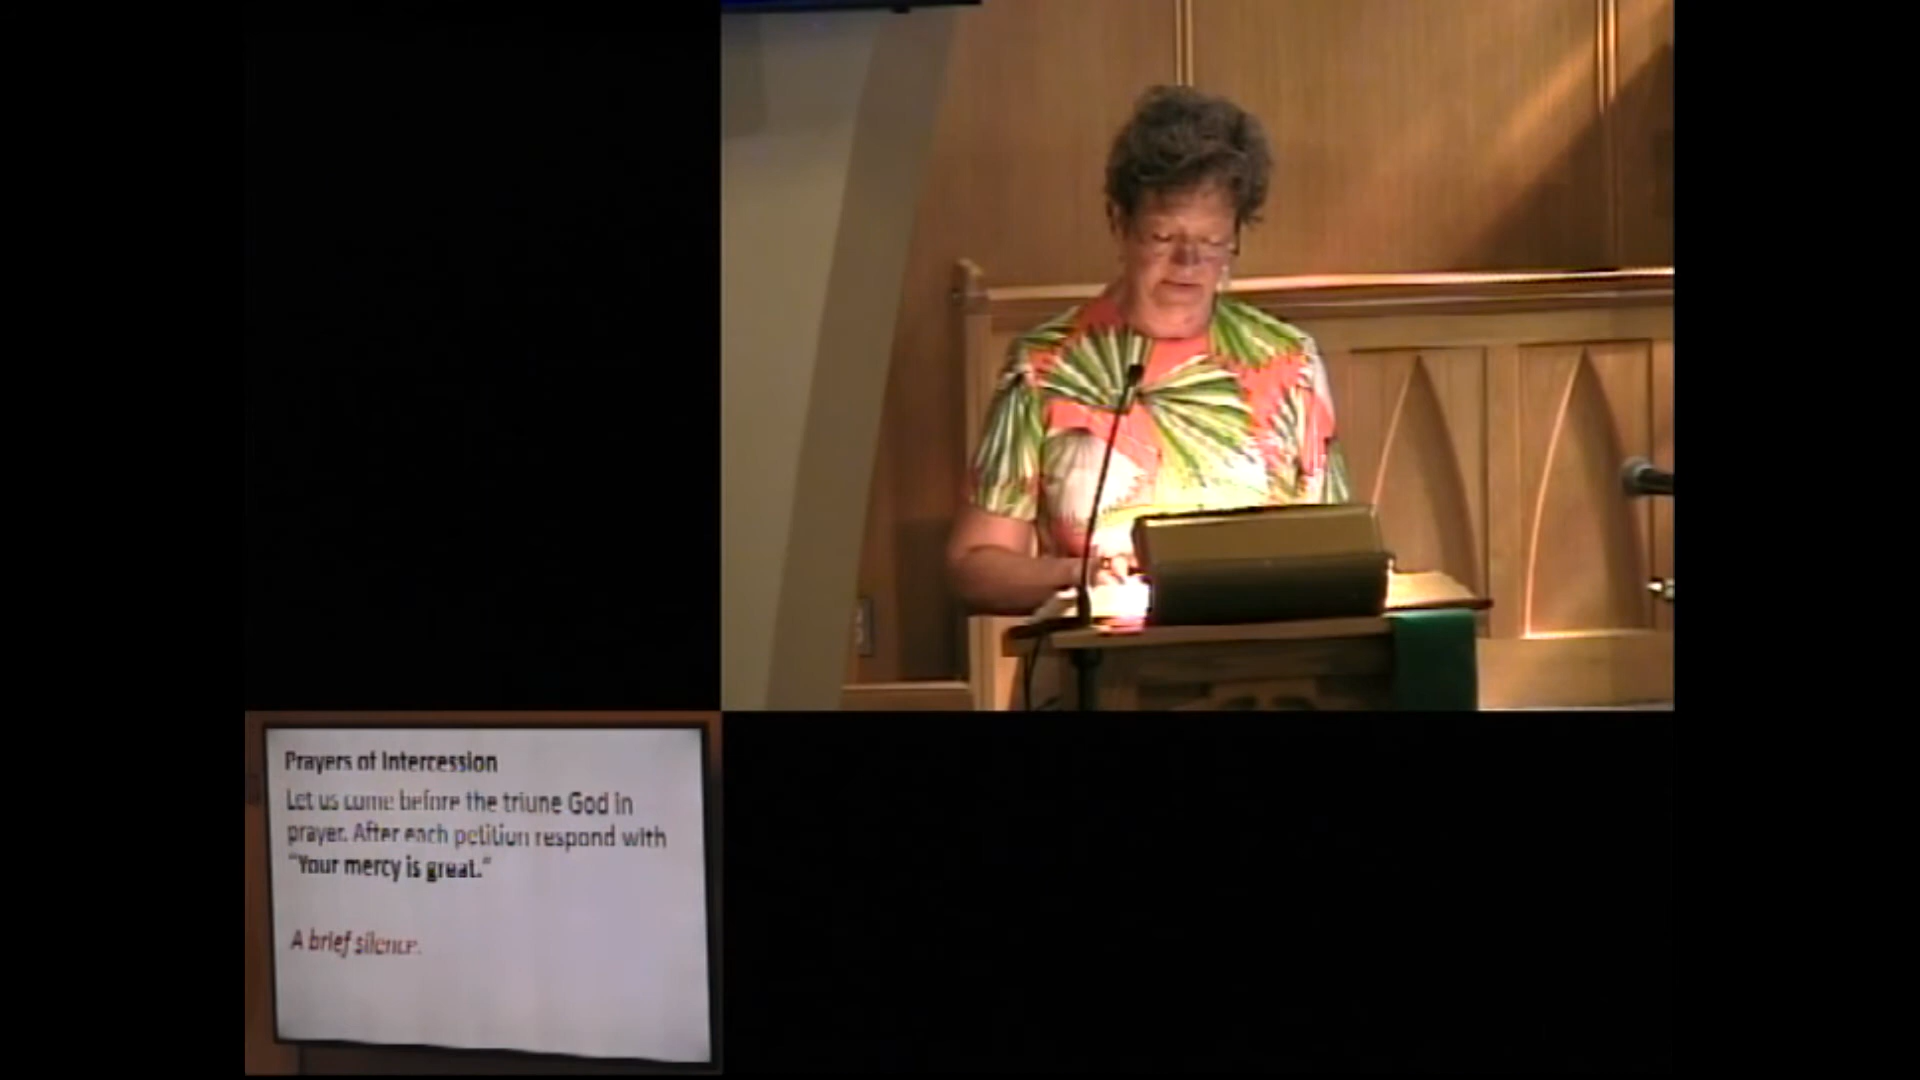 Prayers of Intercession
Let us come before the triune God in
prayer. After each petition respond with
"Your mercy is great."
A brief silence.